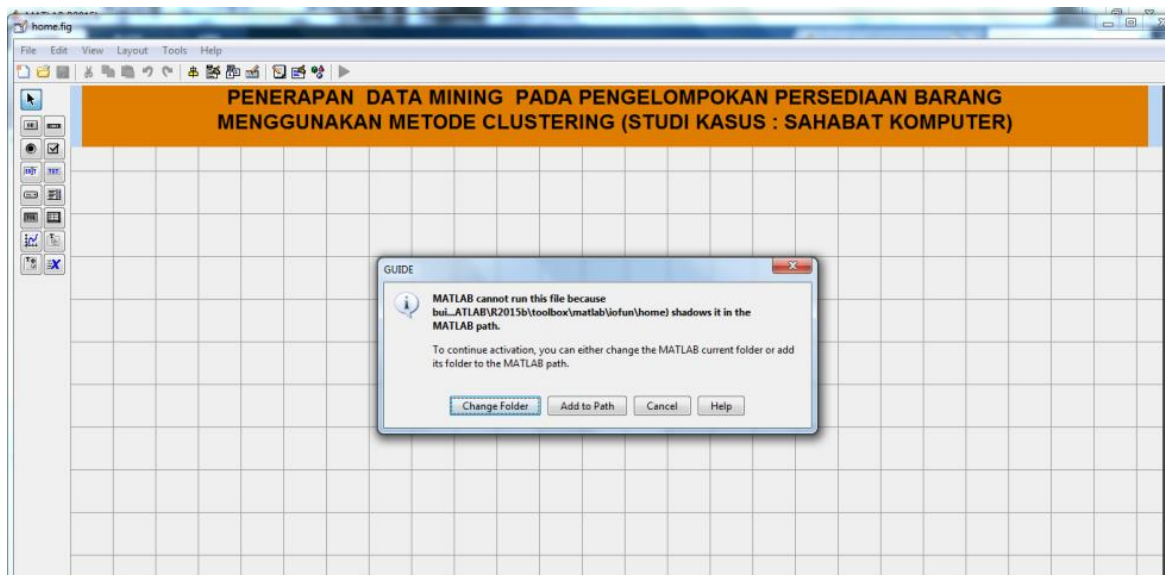 home.fig
File Edit View Layout Tools Help
PENERAPAN DATA MINING PADA PENGELOMPOKAN PERSEDIAAN BARANG
MENGGUNAKAN METODE CLUSTERING (STUDI KASUS : SAHABAT KOMPUTER)
GUIDE
MATLAB cannot run this file because
bui...ATLAB\R2015b\toolbox\matlab\iofun\home) shadows it in the
MATLAB path.
To continue activation, you can either change the MATLAB current folder or add
its folder to the MATLAB path.
Change Folder Add to Path Cancel Help